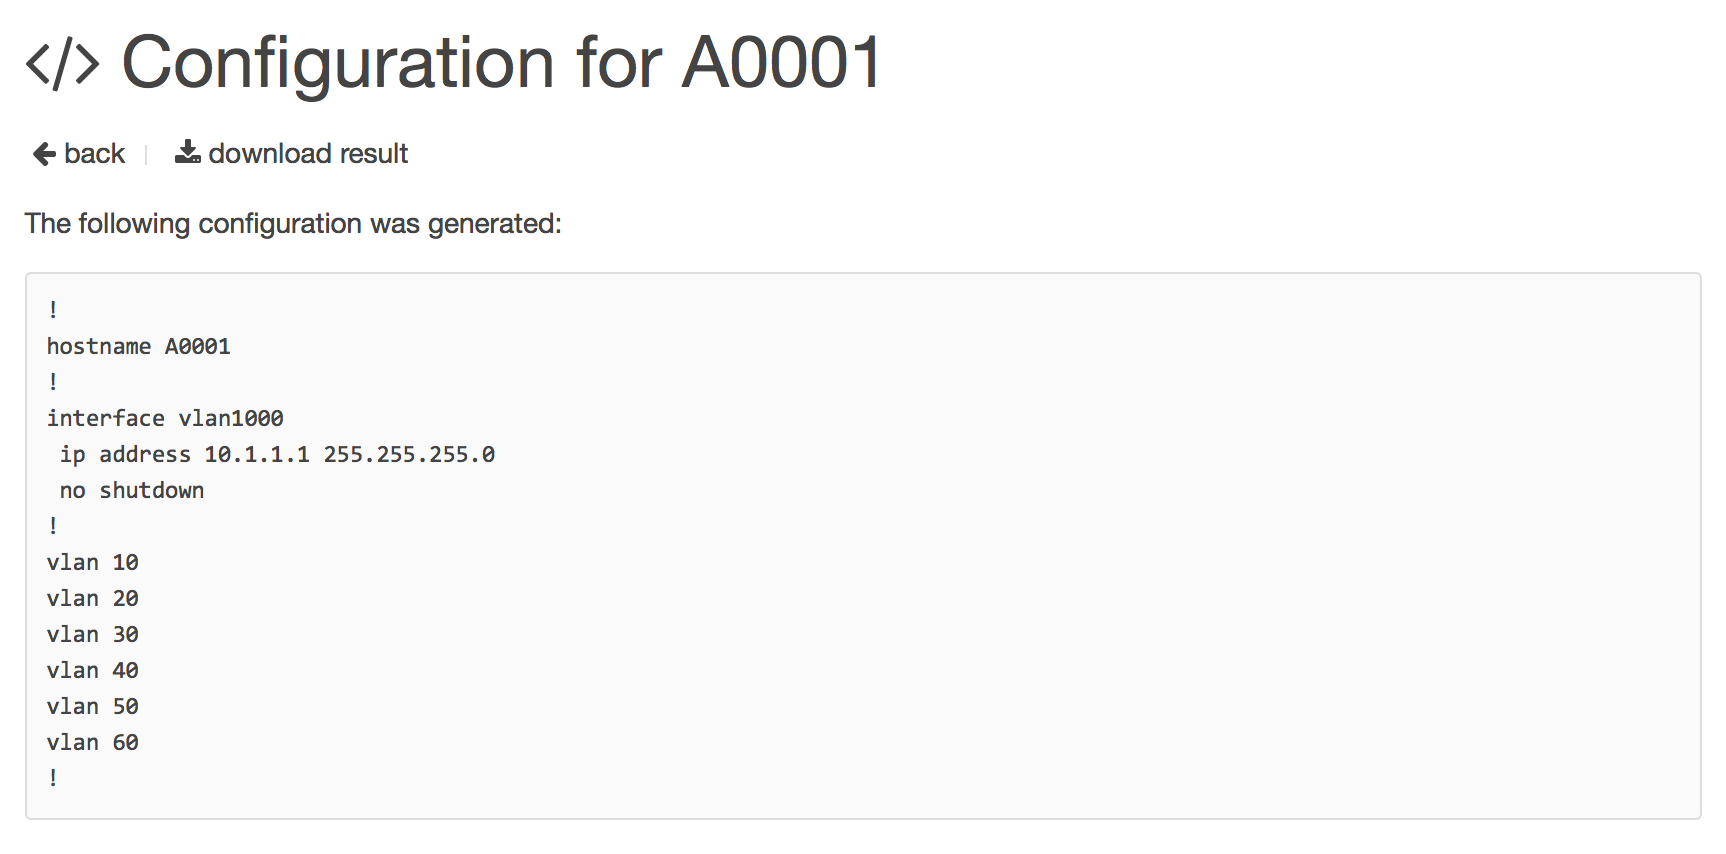 </> Configuration for A0001
back
download result
The following configuration was generated:
!
hostname A0001
!
interface vlan1000
 ip address 10.1.1.1 255.255.255.0
 no shutdown
!
vlan 10
vlan 20
vlan 30
vlan 40
vlan 50
vlan 60
!